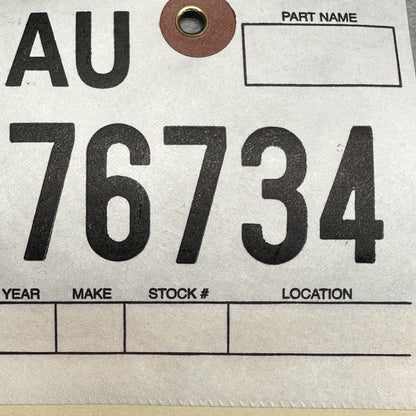 AU
PART NAME
76734
YEAR MAKE STOCK # LOCATION